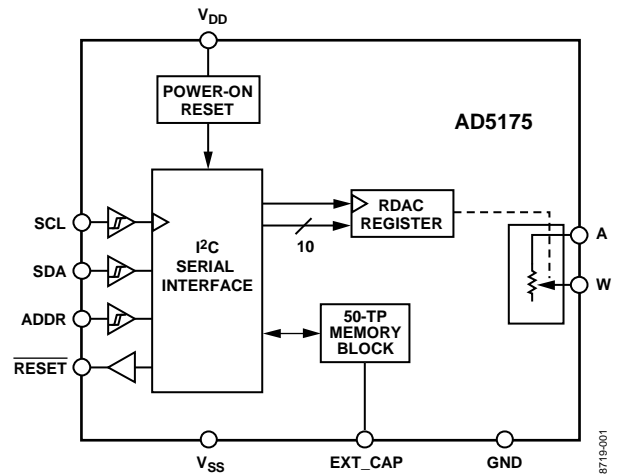 VDD
POWER-ON
RESET
AD5175
SCL
SDA
ADDR
RESET
I2C
SERIAL
INTERFACE
10
RDAC
REGISTER
A
W
50-TP
MEMORY
BLOCK
VSS
EXT_CAP
GND
8719-001